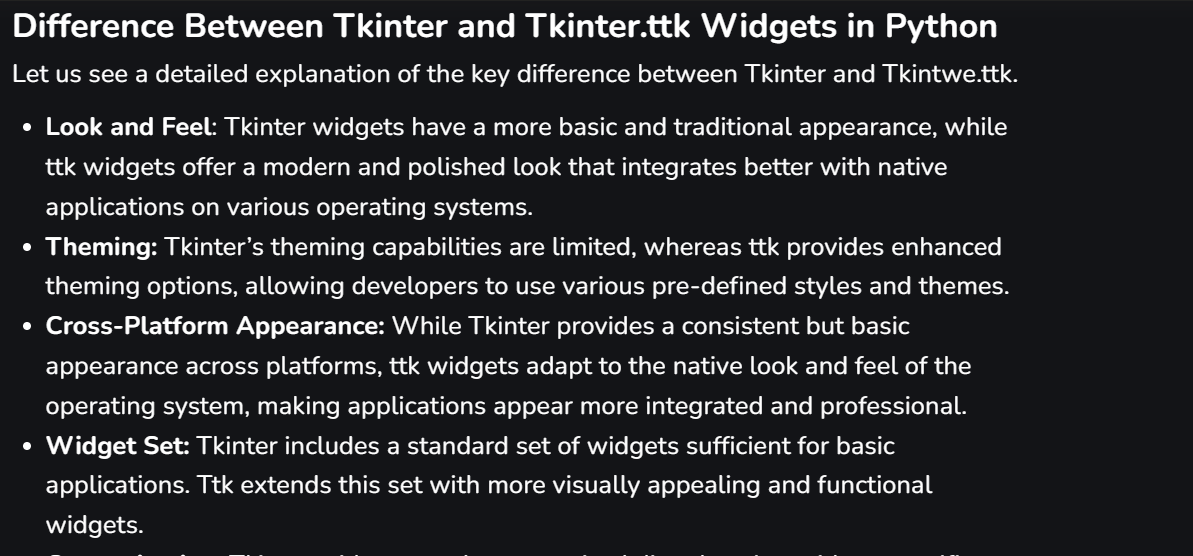 Difference Between Tkinter and Tkinter.ttk Widgets in Python
Let us see a detailed explanation of the key difference between Tkinter and Tkintwe.ttk.
• Look and Feel: Tkinter widgets have a more basic and traditional appearance, while
ttk widgets offer a modern and polished look that integrates better with native
applications on various operating systems.
• Theming: Tkinter’s theming capabilities are limited, whereas ttk provides enhanced
theming options, allowing developers to use various pre-defined styles and themes.
• Cross-Platform Appearance: While Tkinter provides a consistent but basic
appearance across platforms, ttk widgets adapt to the native look and feel of the
operating system, making applications appear more integrated and professional.
• Widget Set: Tkinter includes a standard set of widgets sufficient for basic
applications. Ttk extends this set with more visually appealing and functional
widgets.